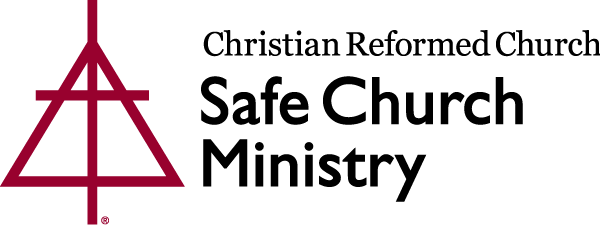 Christian Reformed Church
Safe Church
Ministry
®